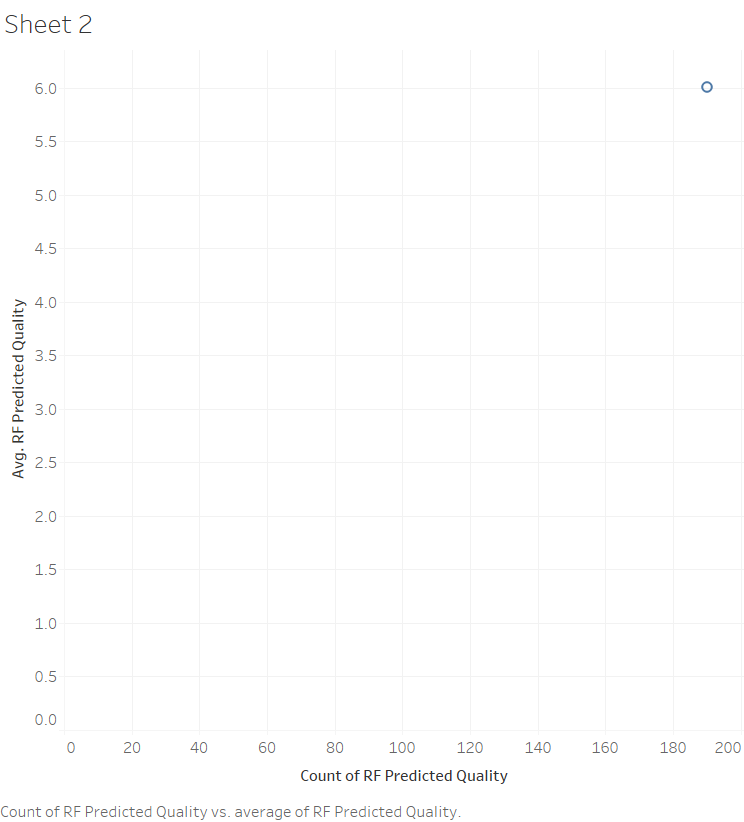 Sheet 2
6.0
5.5
5.0
4.5
4.0
3.5
3.0
2.5
2.0
1.5
1.0
0.5
0.0
Avg. RF Predicted Quality
0 20 40 60 80 100 120 140 160 180 200
Count of RF Predicted Quality
Count of RF Predicted Quality vs. average of RF Predicted Quality.